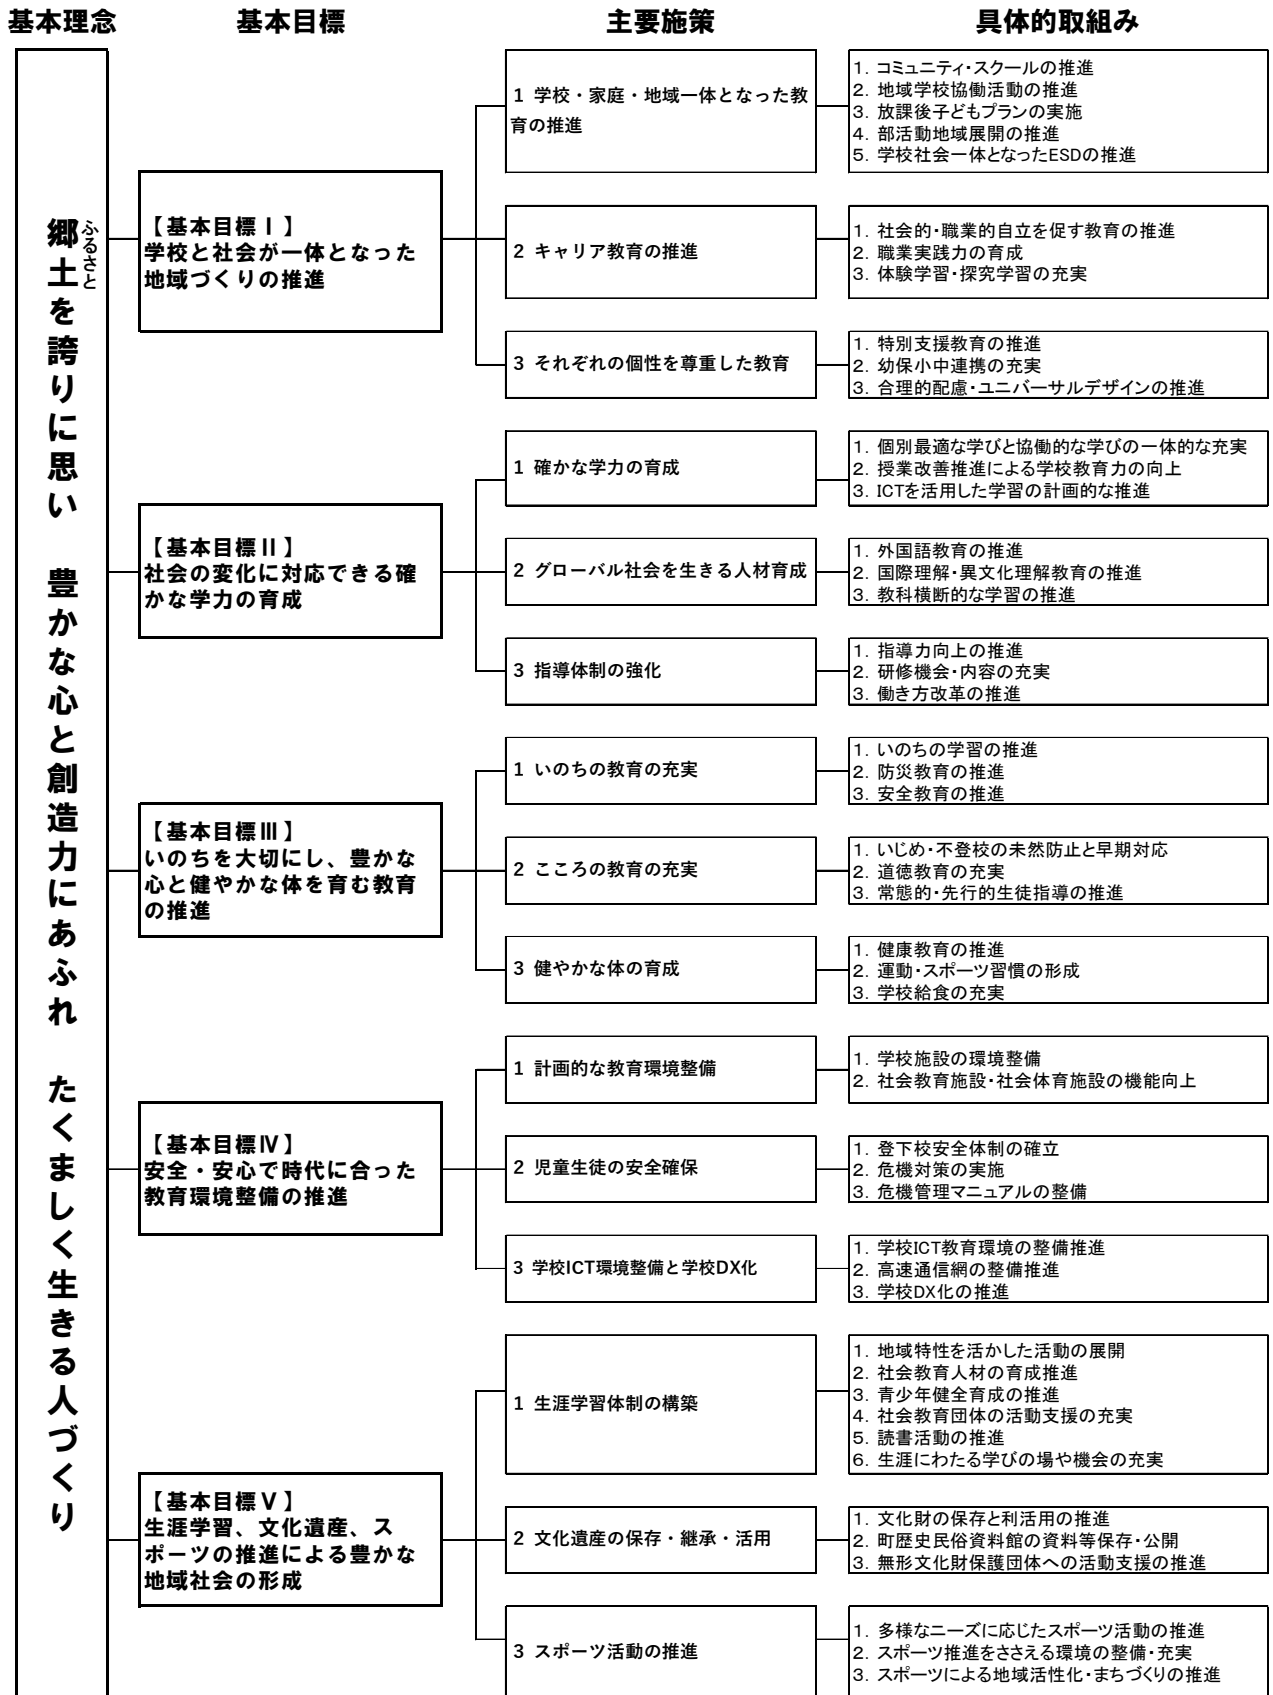 基本理念
基本目標
主要施策
具体的取組み
郷土を誇りに思い　豊かな心と創造力にあふれ　たくましく生きる人づくり
ふるさと
【基本目標Ⅰ】
学校と社会が一体となった
地域づくりの推進
1 学校・家庭・地域一体となった教
育の推進
1. コミュニティ・スクールの推進
2. 地域学校協働活動の推進
3. 放課後子どもプランの実施
4. 部活動地域展開の推進
5. 学校社会一体となったESDの推進
2 キャリア教育の推進
1. 社会的・職業的自立を促す教育の推進
2. 職業実践力の育成
3. 体験学習・探究学習の充実
3 それぞれの個性を尊重した教育
1. 特別支援教育の推進
2. 幼保小中連携の充実
3. 合理的配慮・ユニバーサルデザインの推進
【基本目標Ⅱ】
社会の変化に対応できる確
かな学力の育成
1 確かな学力の育成
1. 個別最適な学びと協働的な学びの一体的な充実
2. 授業改善推進による学校教育力の向上
3. ICTを活用した学習の計画的な推進
2 グローバル社会を生きる人材育成
1. 外国語教育の推進
2. 国際理解・異文化理解教育の推進
3. 教科横断的な学習の推進
3 指導体制の強化
1. 指導力向上の推進
2. 研修機会・内容の充実
3. 働き方改革の推進
【基本目標Ⅲ】
いのちを大切にし、豊かな
心と健やかな体を育む教育
の推進
1 いのちの教育の充実
1. いのちの学習の推進
2. 防災教育の推進
3. 安全教育の推進
2 こころの教育の充実
1. いじめ・不登校の未然防止と早期対応
2. 道徳教育の充実
3. 常態的・先行的生徒指導の推進
3 健やかな体の育成
1. 健康教育の推進
2. 運動・スポーツ習慣の形成
3. 学校給食の充実
【基本目標Ⅳ】
安全・安心で時代に合った
教育環境整備の推進
1 計画的な教育環境整備
1. 学校施設の環境整備
2. 社会教育施設・社会体育施設の機能向上
2 児童生徒の安全確保
1. 登下校安全体制の確立
2. 危機対策の実施
3. 危機管理マニュアルの整備
3 学校ICT環境整備と学校DX化
1. 学校ICT教育環境の整備推進
2. 高速通信網の整備推進
3. 学校DX化の推進
【基本目標Ⅴ】
生涯学習、文化遺産、ス
ポーツの推進による豊かな
地域社会の形成
1 生涯学習体制の構築
1. 地域特性を活かした活動の展開
2. 社会教育人材の育成推進
3. 青少年健全育成の推進
4. 社会教育団体の活動支援の充実
5. 読書活動の推進
6. 生涯にわたる学びの場や機会の充実
2 文化遺産の保存・継承・活用
1. 文化財の保存と利活用の推進
2. 町歴史民俗資料館の資料等保存・公開
3. 無形文化財保護団体への活動支援の推進
3 スポーツ活動の推進
1. 多様なニーズに応じたスポーツ活動の推進
2. スポーツ推進をささえる環境の整備・充実
3. スポーツによる地域活性化・まちづくりの推進